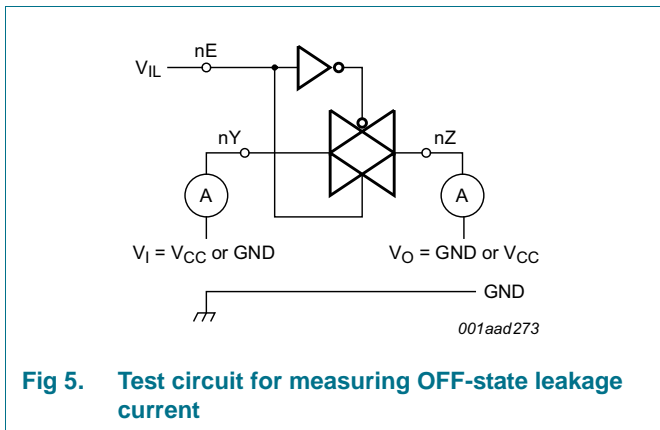 nE
V_IL
nY
nZ
A
A
V_I = V_CC or GND
V_O = GND or V_CC
GND
001aad273
Fig 5. Test circuit for measuring OFF-state leakage
current